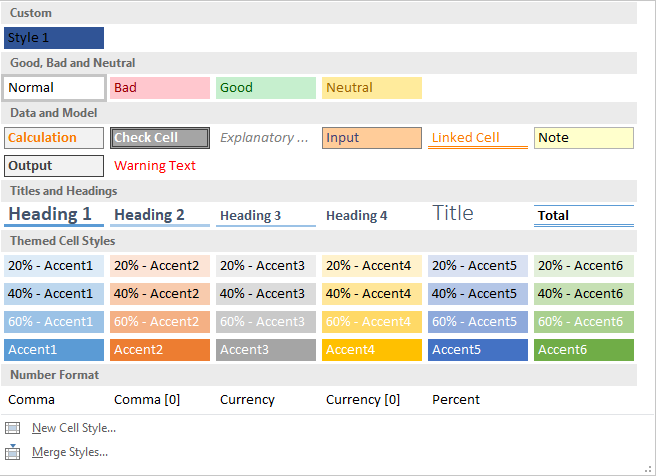 Custom
Style 1
Good, Bad and Neutral
Normal Bad Good Neutral
Data and Model
Calculation Check Cell Explanatory ... Input Linked Cell Note
Output Warning Text
Titles and Headings
Heading 1 Heading 2 Heading 3 Heading 4 Title Total
Themed Cell Styles
20% - Accent1 20% - Accent2 20% - Accent3 20% - Accent4 20% - Accent5 20% - Accent6
40% - Accent1 40% - Accent2 40% - Accent3 40% - Accent4 40% - Accent5 40% - Accent6
60% - Accent1 60% - Accent2 60% - Accent3 60% - Accent4 60% - Accent5 60% - Accent6
Accent1 Accent2 Accent3 Accent4 Accent5 Accent6
Number Format
Comma Comma [0] Currency Currency [0] Percent
New Cell Style...
Merge Styles...